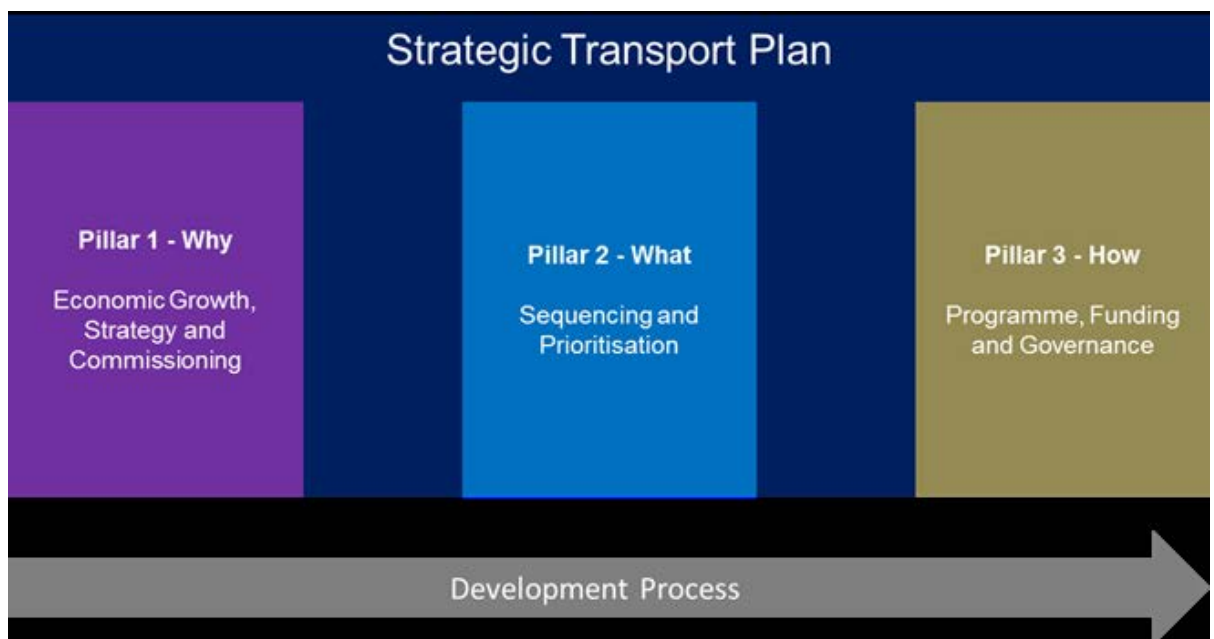 Strategic Transport Plan
Pillar 1 - Why
Economic Growth,
Strategy and
Commissioning
Pillar 2 - What
Sequencing and
Prioritisation
Pillar 3 - How
Programme, Funding
and Governance
Development Process